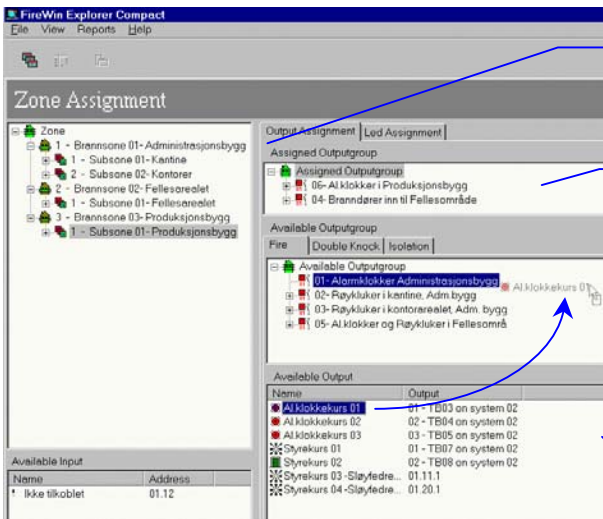 FireWin Explorer Compact
File View Reports Help
Zone Assignment
Zone
1 - Brannsone 01- Administrasjonsbygg
1 - Subsone 01- Kantine
2 - Subsone 02- Kontorer
2 - Brannsone 02- Fellesarealet
1 - Subsone 01- Fellesarealet
3 - Brannsone 03- Produksjonsbygg
1 - Subsone 01- Produksjonsbygg
Available Input
Name Address
! Ikke tilkoblet 01.12
Output Assignment Led Assignment
Assigned Outputgroup
Assigned Outputgroup
06- Al.klokker i Produksjonsbygg
04- Branndører inn til Fellesområde
Available Outputgroup
Fire Double Knock Isolation
Available Outputgroup
01- Alarmklokker Administrasjonsbygg
Al.klokkekurs 01
02- Røykluker i kantine, Adm.bygg
03- Røykluker i kontorarealet, Adm. bygg
05- Al.klokker og Røykluker i Fellesområ
Available Output
Name Output
Al.klokkekurs 01 01 - TB03 on system 02
Al.klokkekurs 02 02 - TB04 on system 02
Al.klokkekurs 03 03 - TB05 on system 02
Styrekurs 01 01 - TB07 on system 02
Styrekurs 02 02 - TB08 on system 02
Styrekurs 03 -Sløyfedre... 01.11.1
Styrekurs 04 -Sløyfedre... 01.20.1